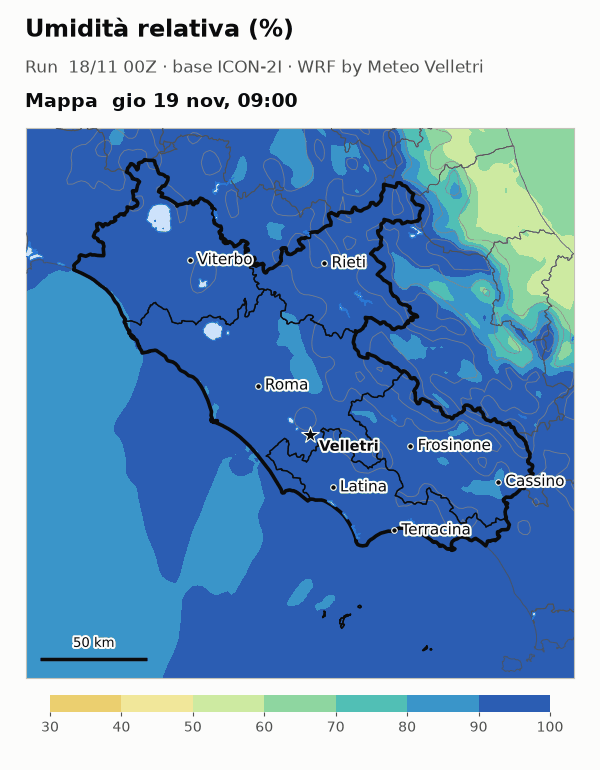 Umidità relativa (%)
Run  18/11 00Z · base ICON-2I · WRF by Meteo Velletri
Mappa  gio 19 nov, 09:00
Viterbo
Rieti
Roma
Velletri
Frosinone
Latina
Cassino
Terracina
50 km
30 40 50 60 70 80 90 100